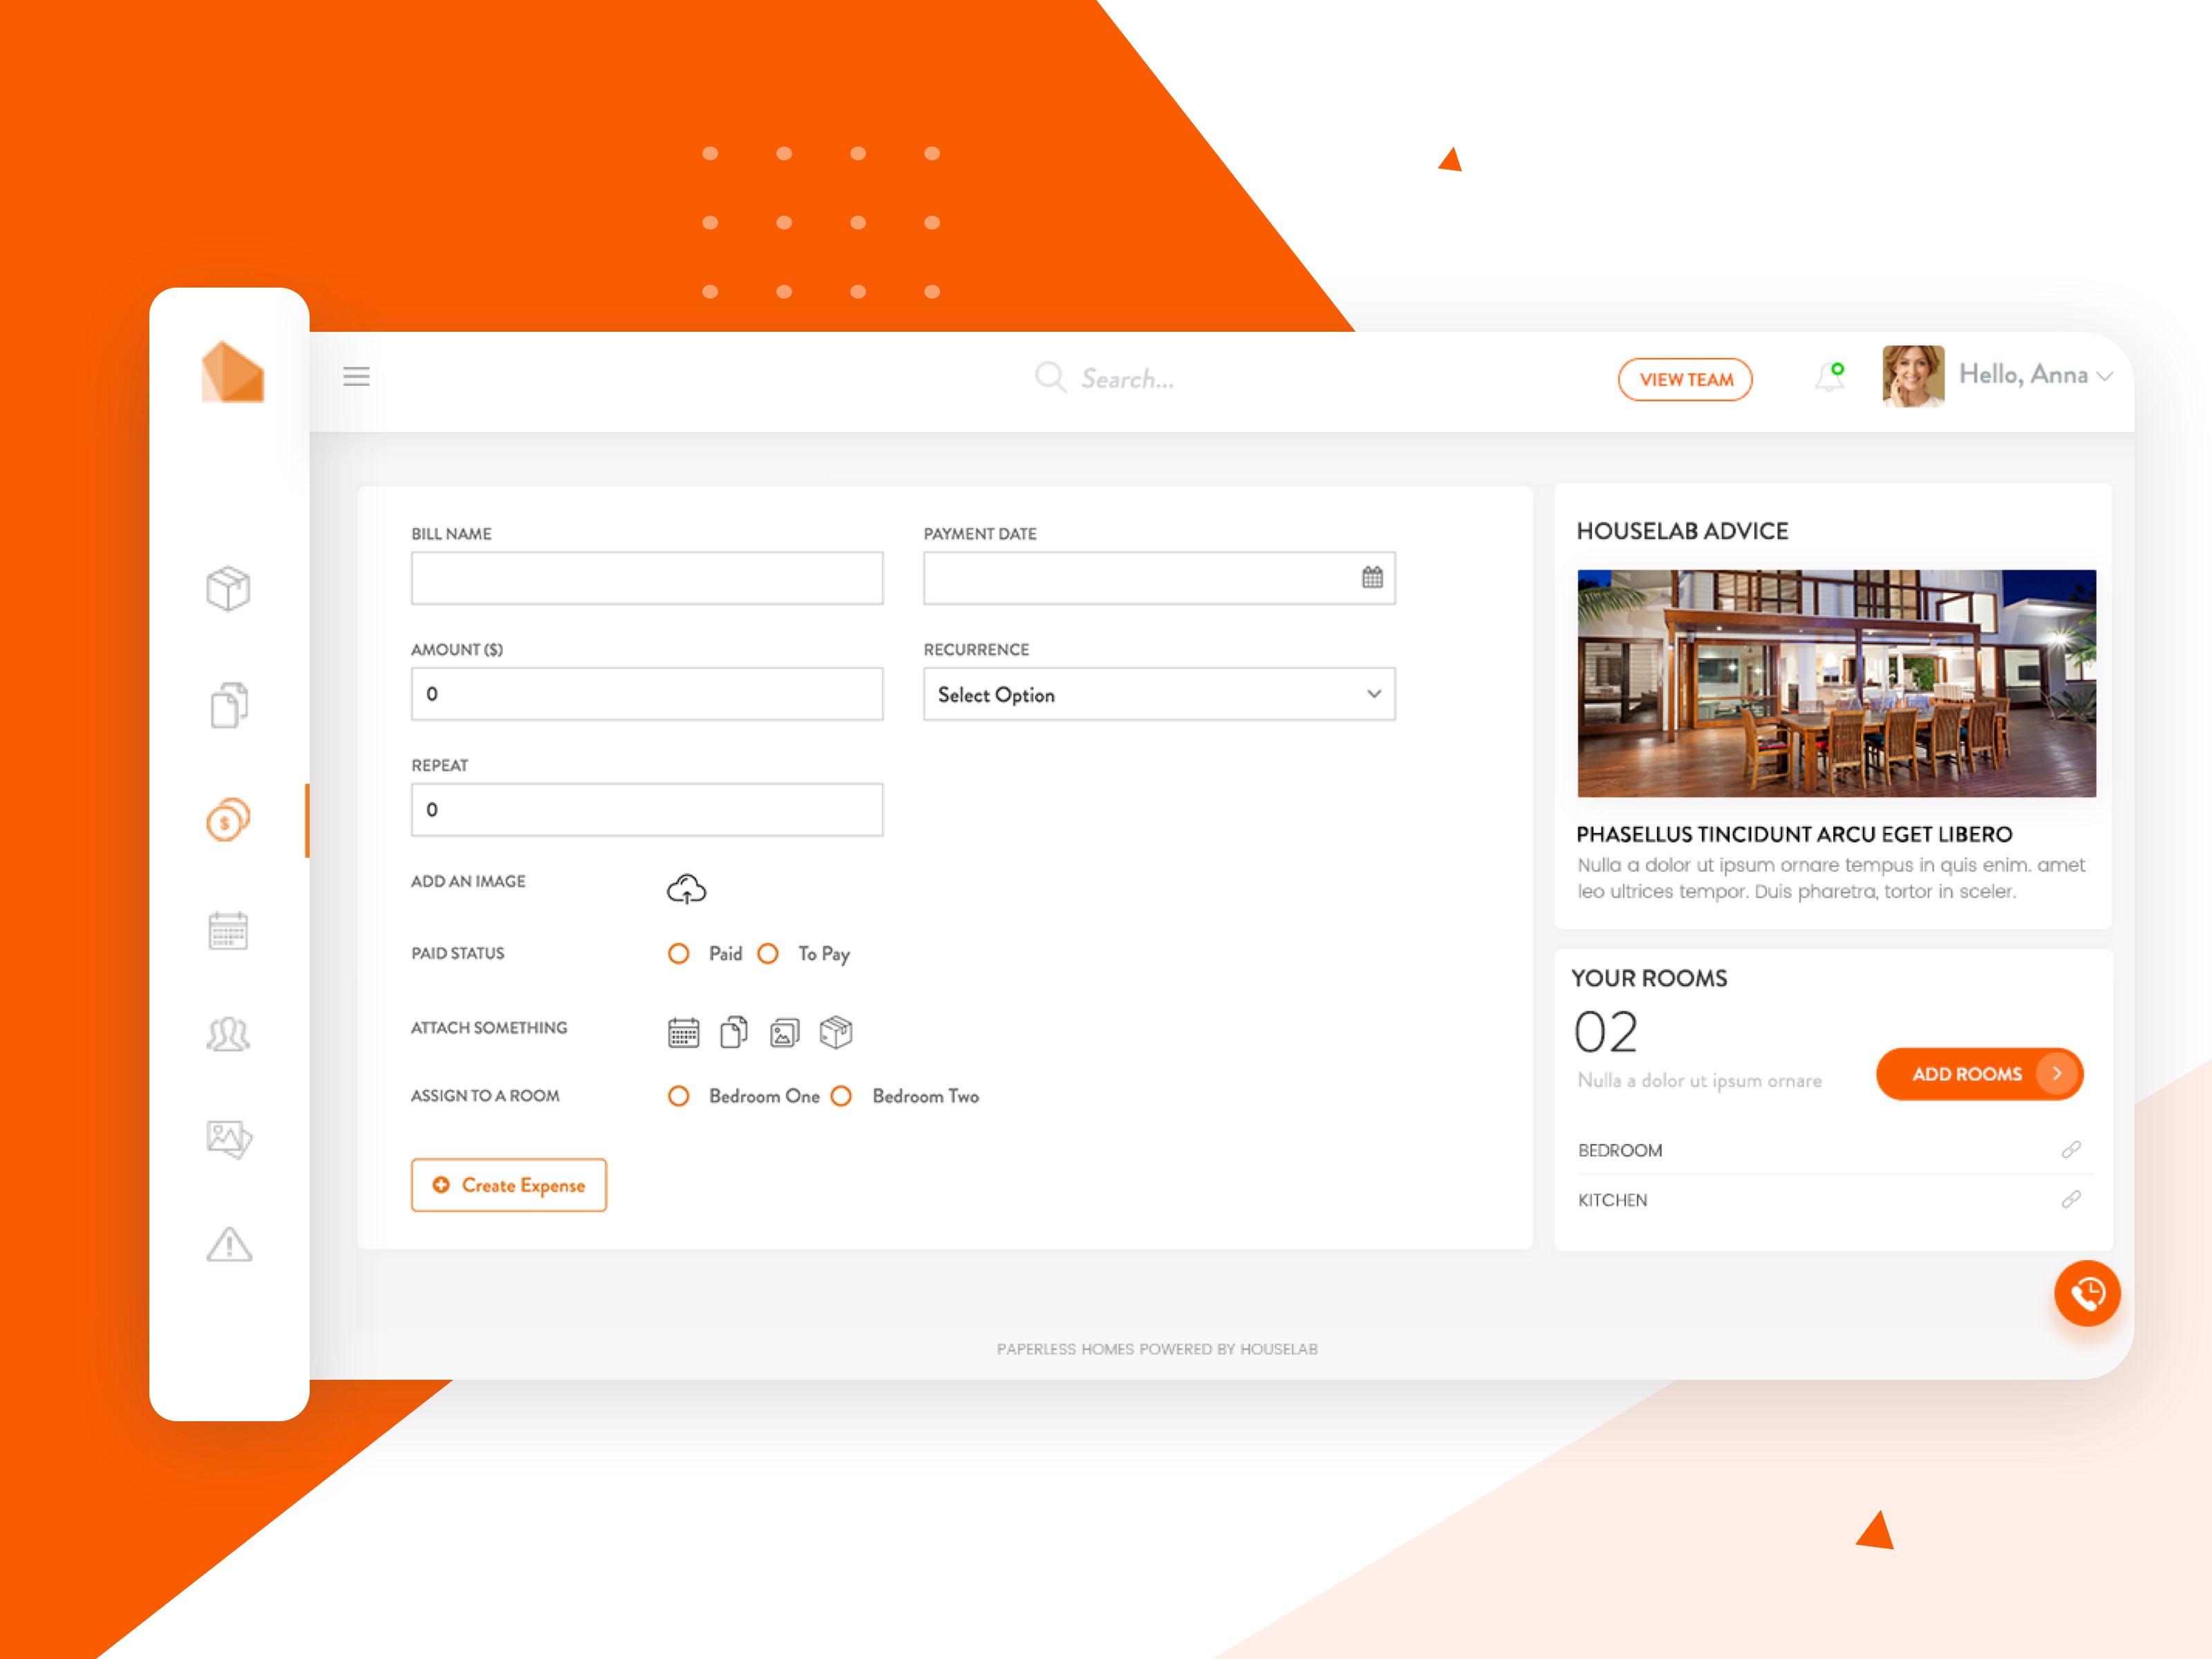 Search...
VIEW TEAM
Hello, Anna
BILL NAME
PAYMENT DATE
AMOUNT ($)
0
RECURRENCE
Select Option
REPEAT
0
ADD AN IMAGE
PAID STATUS
Paid
To Pay
ATTACH SOMETHING
ASSIGN TO A ROOM
Bedroom One
Bedroom Two
Create Expense
HOUSELAB ADVICE
PHASELLUS TINCIDUNT ARCU EGET LIBERO
Nulla a dolor ut ipsum ornare tempus in quis enim. amet
leo ultrices tempor. Duis pharetra, tortor in sceler.
YOUR ROOMS
02
Nulla a dolor ut ipsum ornare
ADD ROOMS
BEDROOM
KITCHEN
PAPERLESS HOMES POWERED BY HOUSELAB